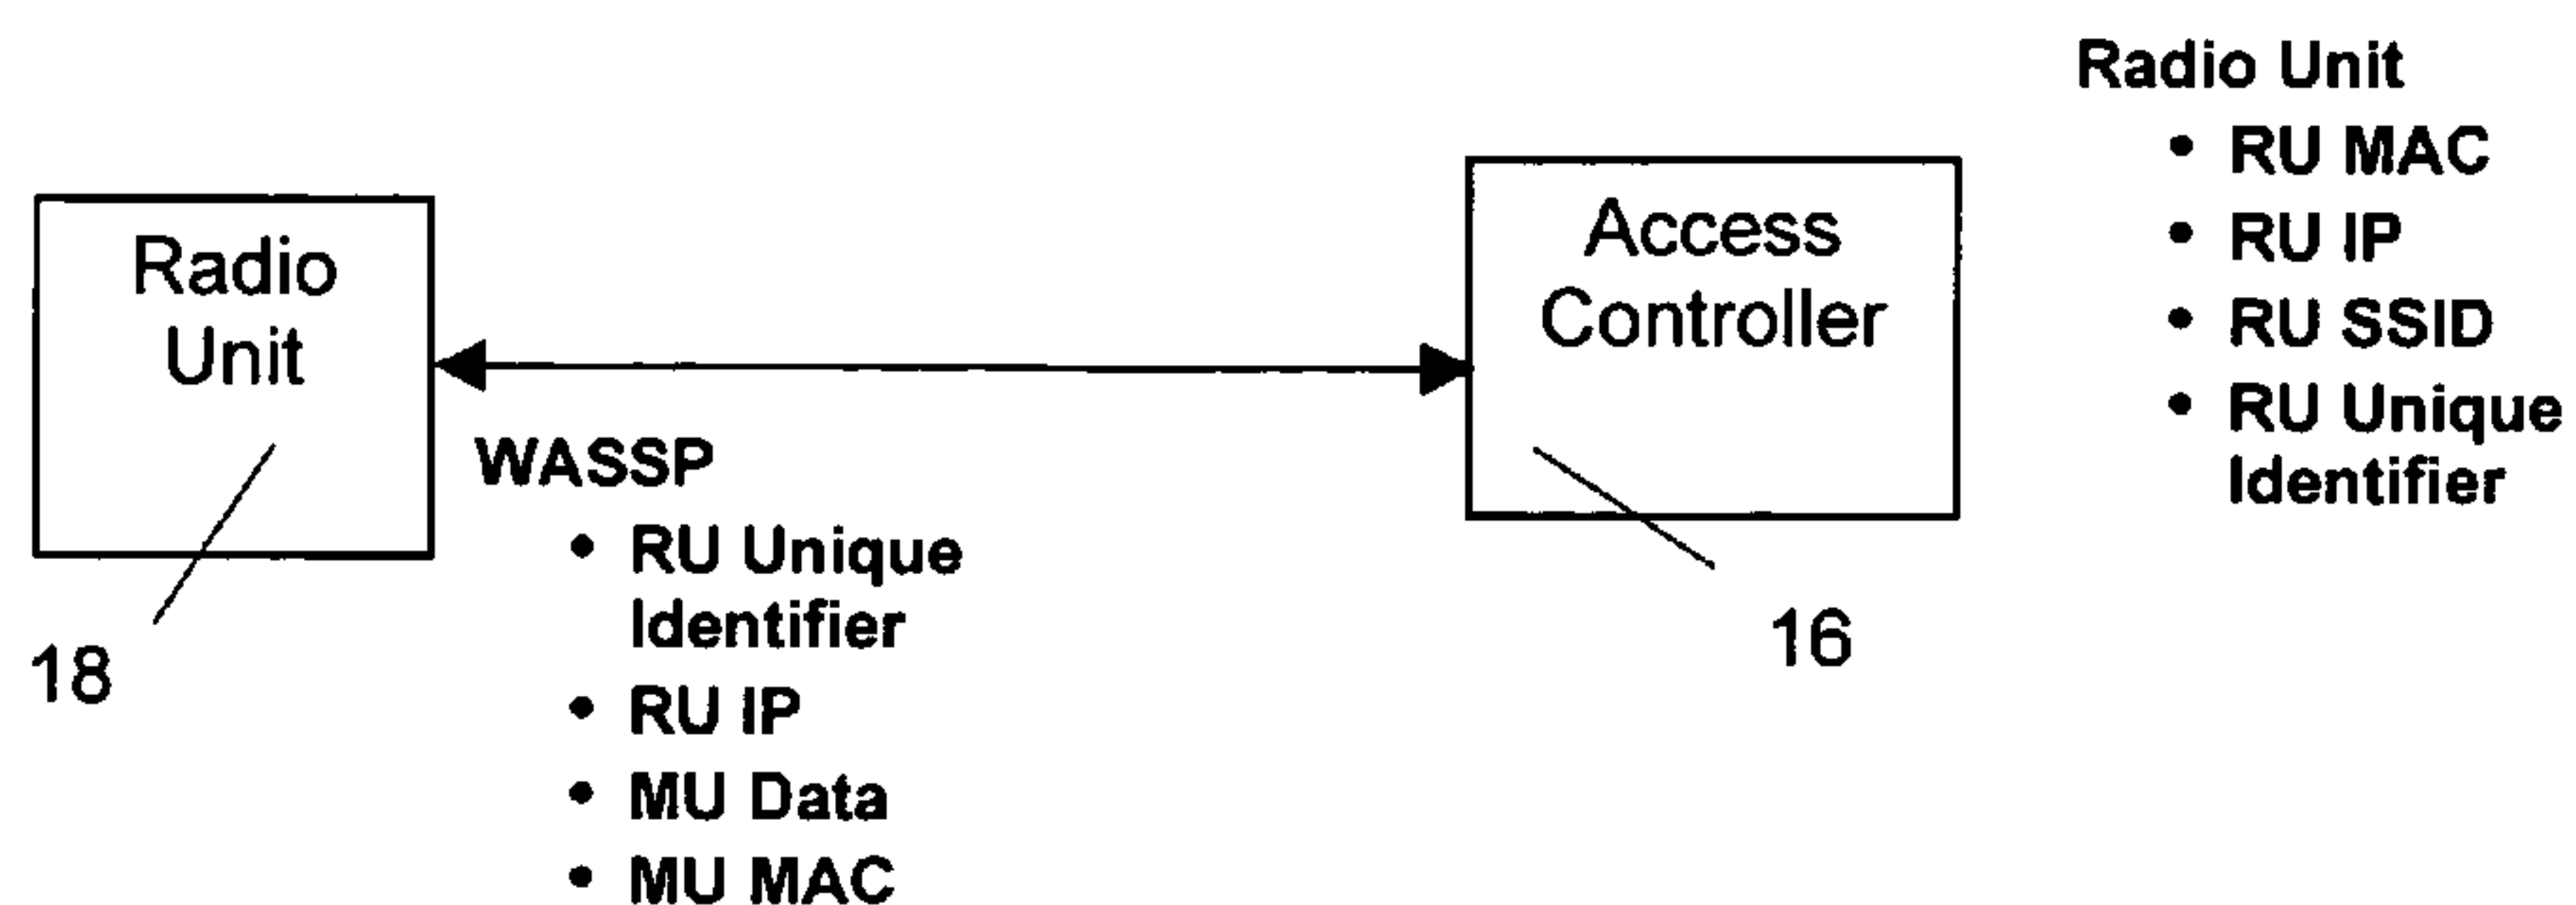 Radio
Unit
18
WASSP
• RU Unique
Identifier
• RU IP
• MU Data
• MU MAC
Access
Controller
16
Radio Unit
• RU MAC
• RU IP
• RU SSID
• RU Unique
Identifier